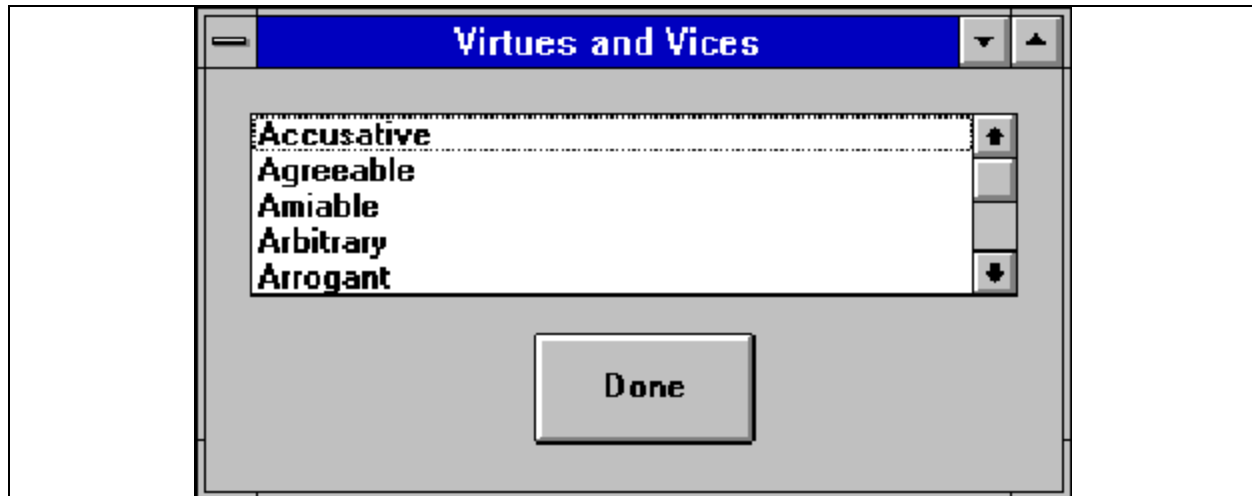 Virtues and Vices
Accusative
Agreeable
Amiable
Arbitrary
Arrogant
Done